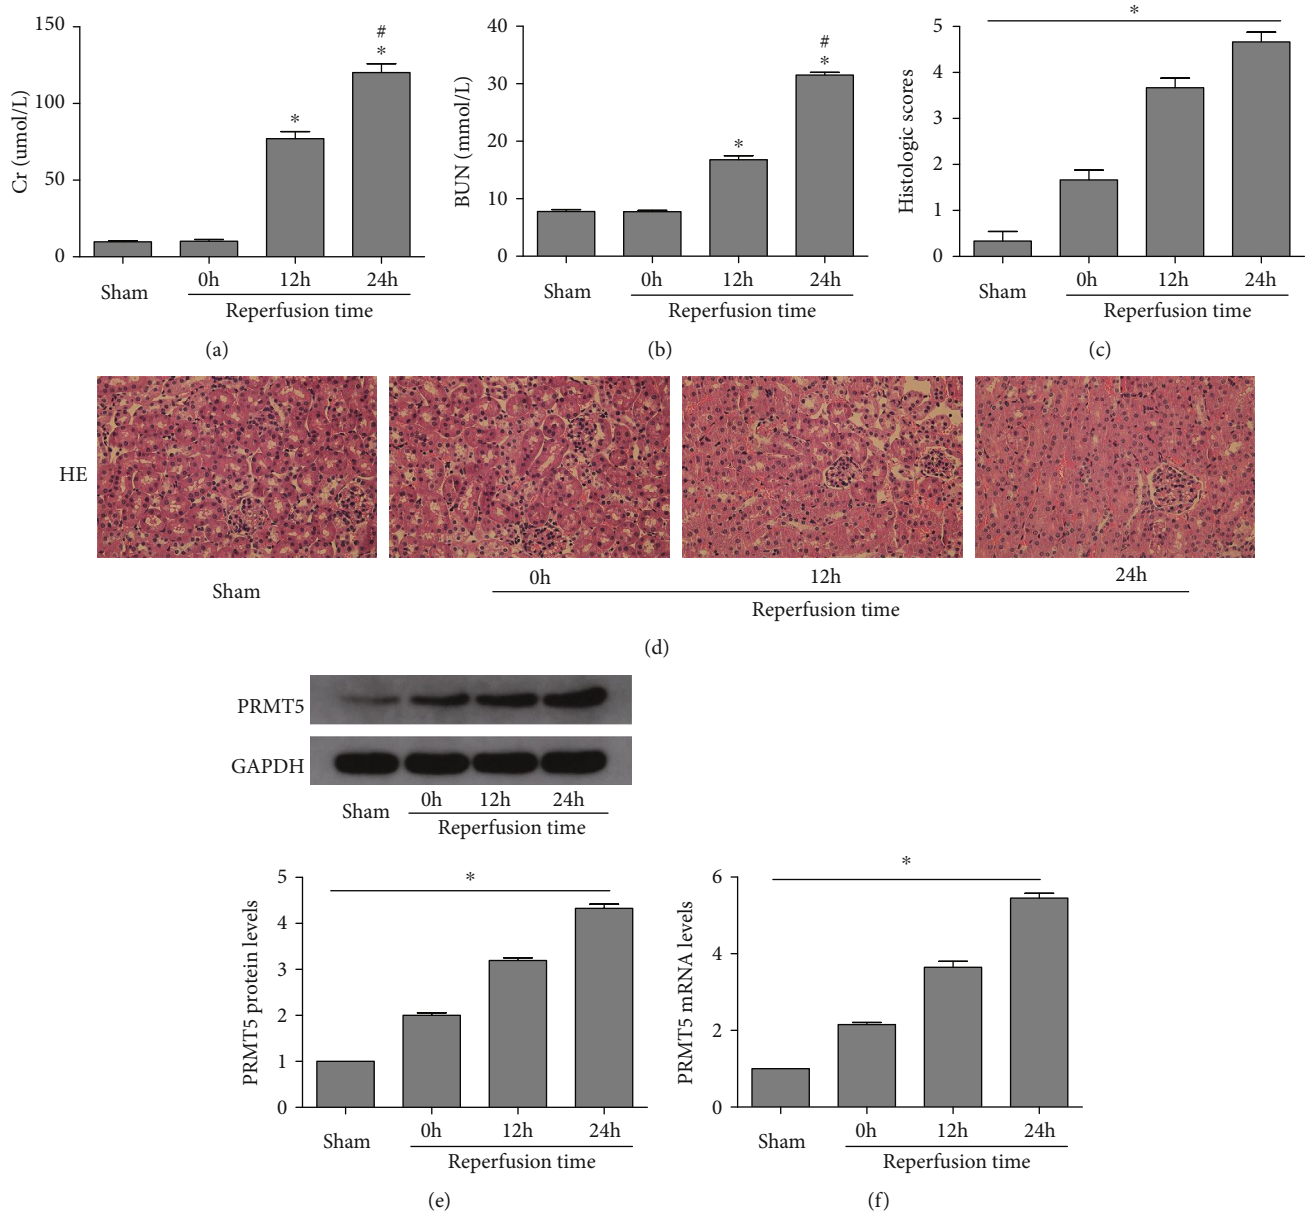 150
100
50
0
Cr (umol/L)
*
#
*
Sham
0h 12h 24h
Reperfusion time
(a)
40
30
20
10
0
BUN (mmol/L)
*
#
*
Sham
0h 12h 24h
Reperfusion time
(b)
5
4
3
2
1
0
Histologic scores
*
Sham
0h 12h 24h
Reperfusion time
(c)
HE
Sham
0h 12h 24h
Reperfusion time
(d)
PRMT5
GAPDH
Sham
0h 12h 24h
Reperfusion time
5
4
3
2
1
0
PRMT5 protein levels
*
Sham
0h 12h 24h
Reperfusion time
(e)
6
4
2
0
PRMT5 mRNA levels
*
Sham
0h 12h 24h
Reperfusion time
(f)